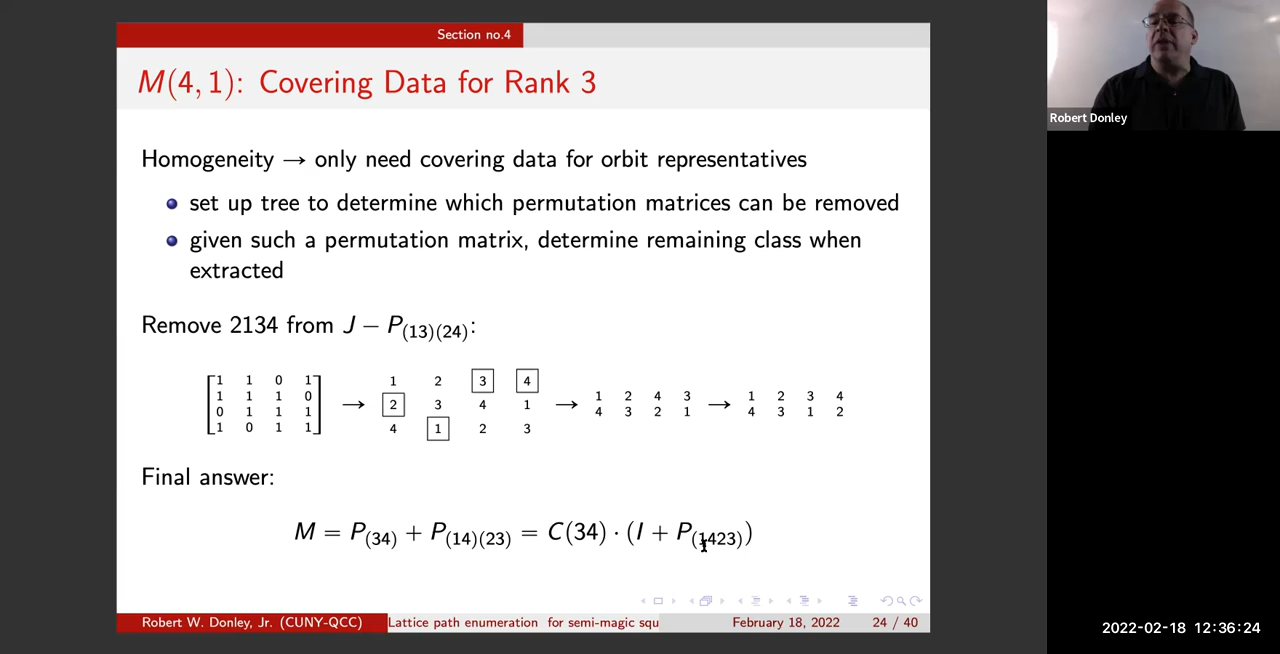 Section no.4
M(4, 1): Covering Data for Rank 3
Robert Donley
Homogeneity → only need covering data for orbit representatives
set up tree to determine which permutation matrices can be removed
given such a permutation matrix, determine remaining class when
extracted
Remove 2134 from J − P(13)(24):
1 1 0 1 1 2 3 4
1 1 1 0 → 2 3 4 1 → 1 2 4 3 → 1 2 3 4
0 1 1 1 4 1 2 3 4 3 2 1 4 3 1 2
1 0 1 1
Final answer:
M = P(34) + P(14)(23) = C(34) · (I + P(1423))
Robert W. Donley, Jr. (CUNY-QCC) Lattice path enumeration for semi-magic squ February 18, 2022 24 / 40
2022-02-18 12:36:24